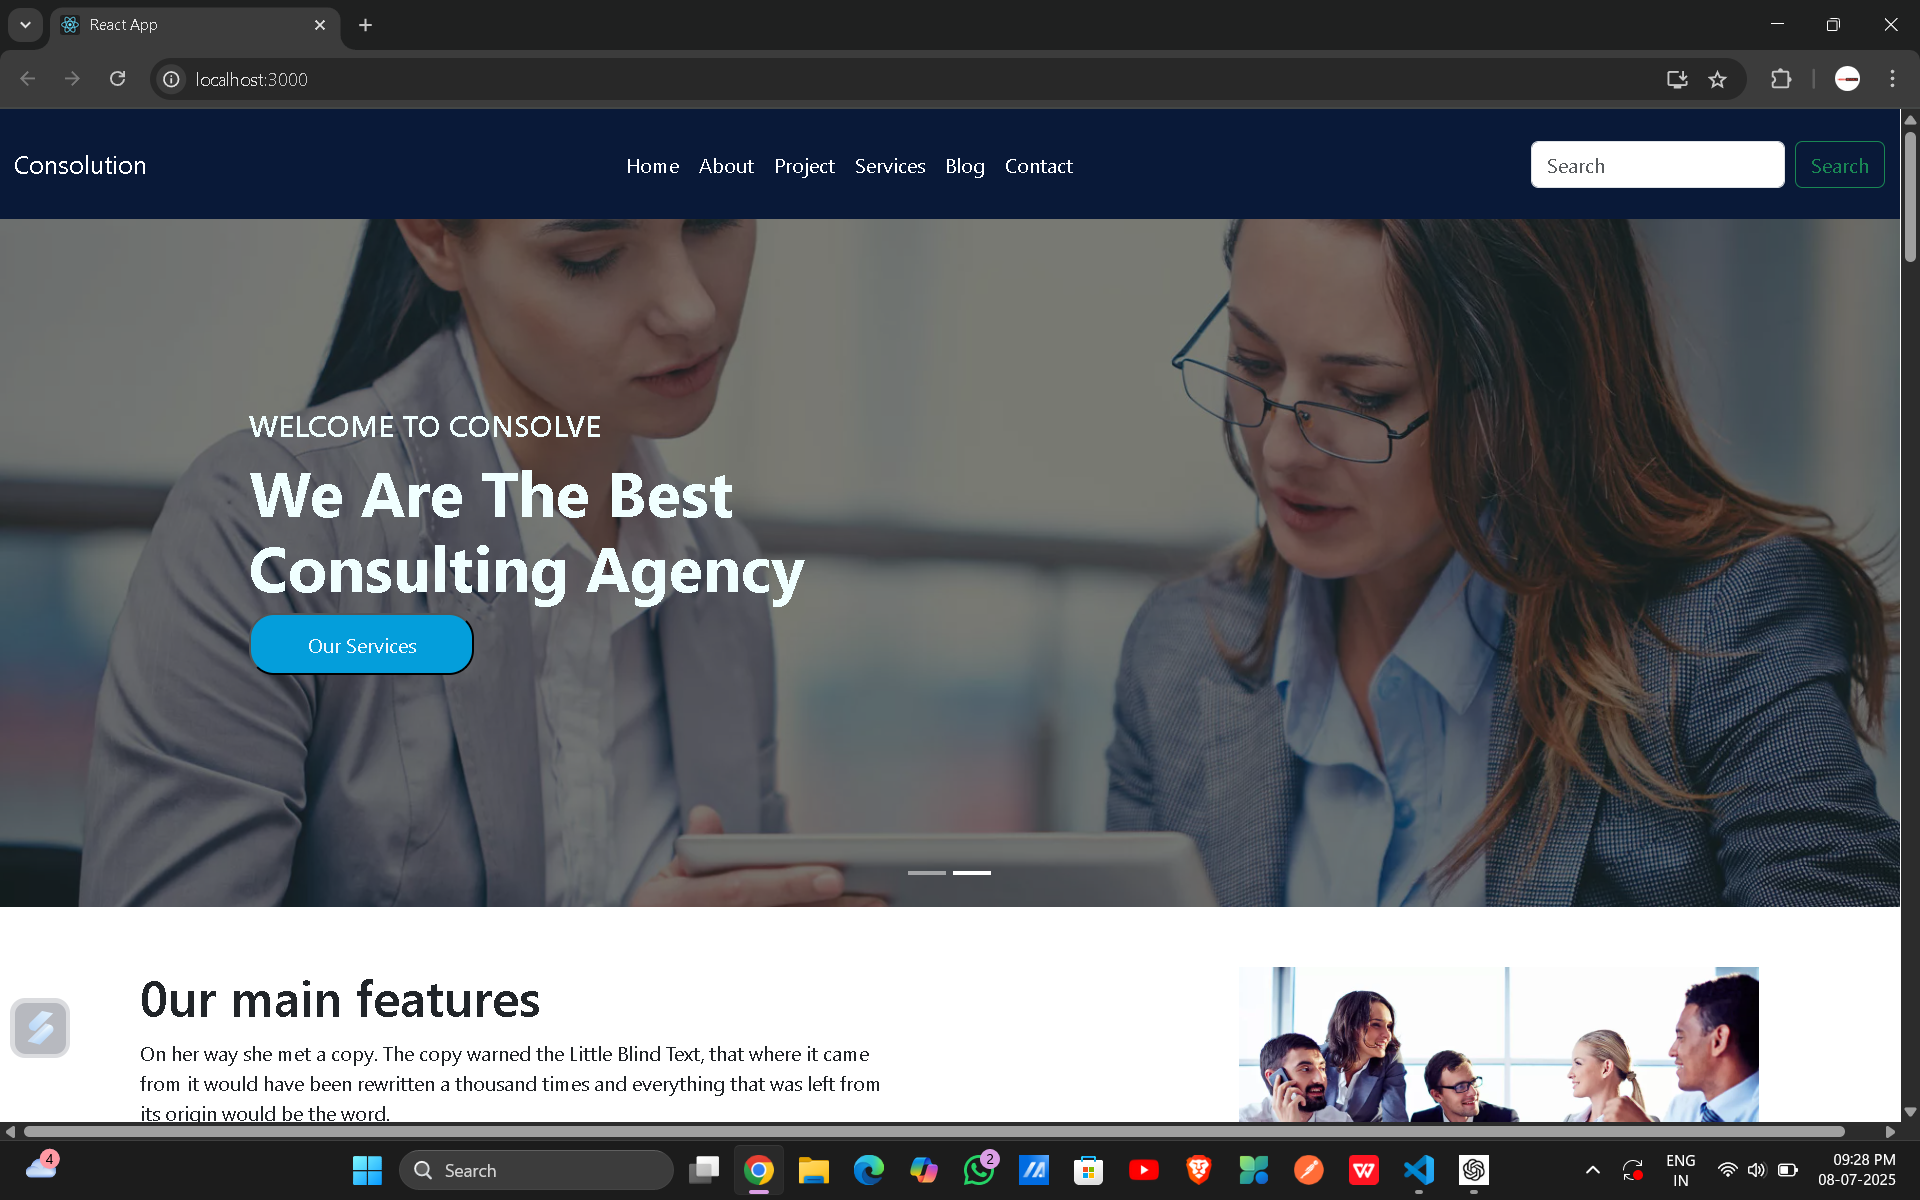 React App
localhost:3000
Consolution
Home About Project Services Blog Contact
Search
Search
WELCOME TO CONSOLVE
We Are The Best
Consulting Agency
Our Services
0ur main features
On her way she met a copy. The copy warned the Little Blind Text, that where it came
from it would have been rewritten a thousand times and everything that was left from
its origin would be the word.
4
Search
2
ENG
IN
09:28 PM
08-07-2025